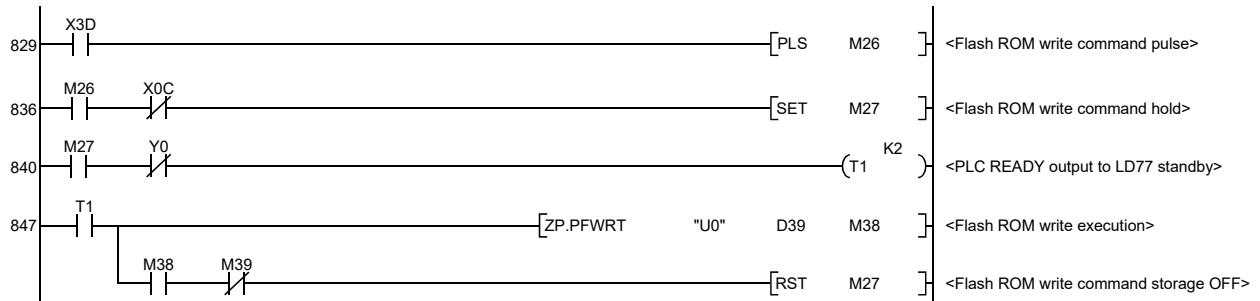 X3D
829 PLS M26 <Flash ROM write command pulse>
M26 X0C
836 SET M27 <Flash ROM write command hold>
M27 Y0 K2
840 T1 <PLC READY output to LD77 standby>
T1
847 ZP.PFWRT "U0" D39 M38 <Flash ROM write execution>
M38 M39
RST M27 <Flash ROM write command storage OFF>